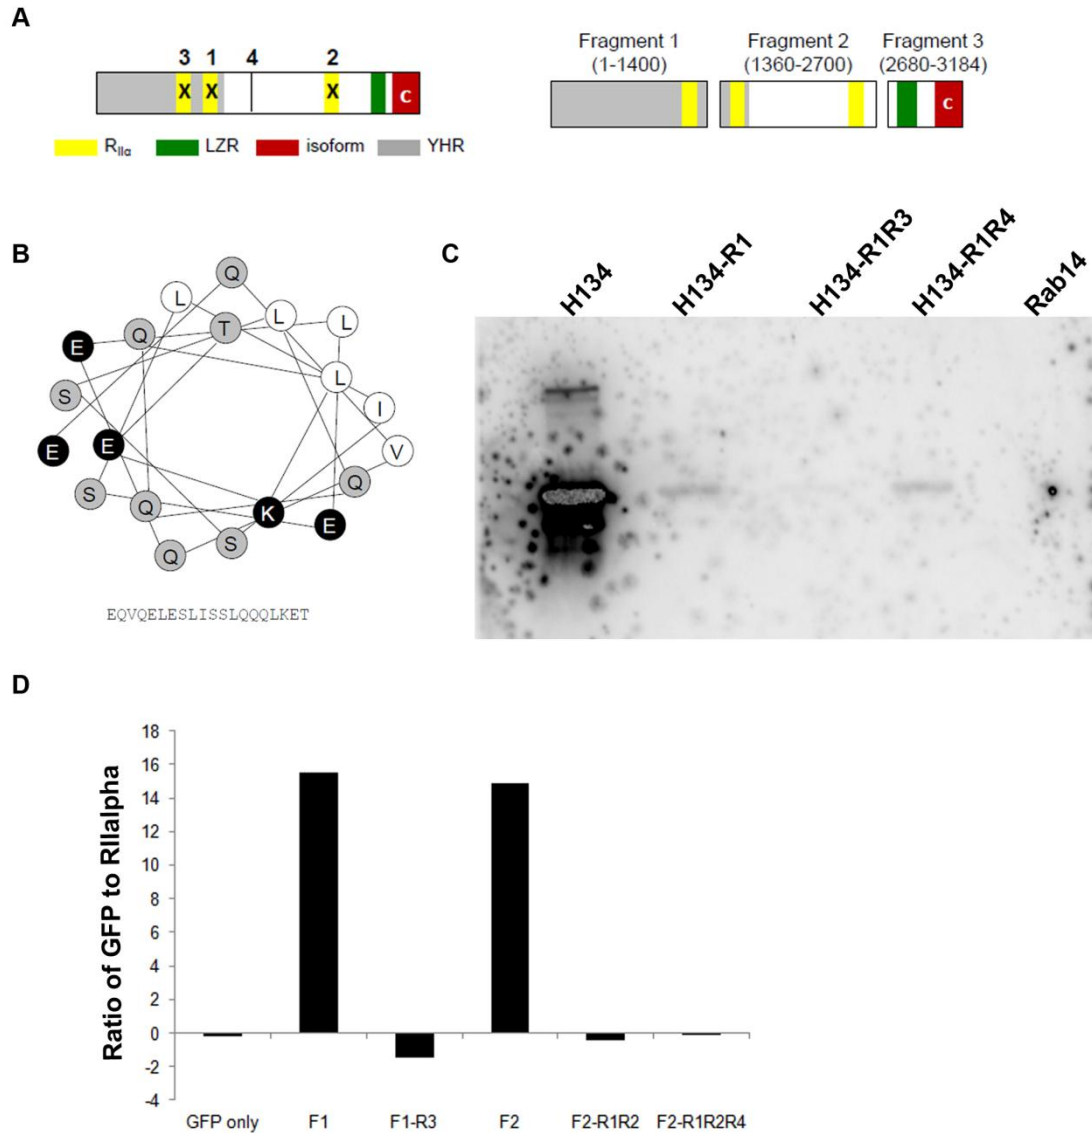 A
3 1 4 2
X X X
C
RIIα LZR isoform YHR
Fragment 1
(1-1400)
Fragment 2
(1360-2700)
Fragment 3
(2680-3184)
C
B
Q
L
L
L
T
Q
E
L
S
I
E
E
V
S
Q
Q
K
E
Q
S
EQVQELESLISSLQQQLKET
C
H134
H134-R1
H134-R1R3
H134-R1R4
Rab14
D
Ratio of GFP to RIIalpha
18
16
14
12
10
8
6
4
2
0
-2
-4
GFP only F1 F1-R3 F2 F2-R1R2 F2-R1R2R4